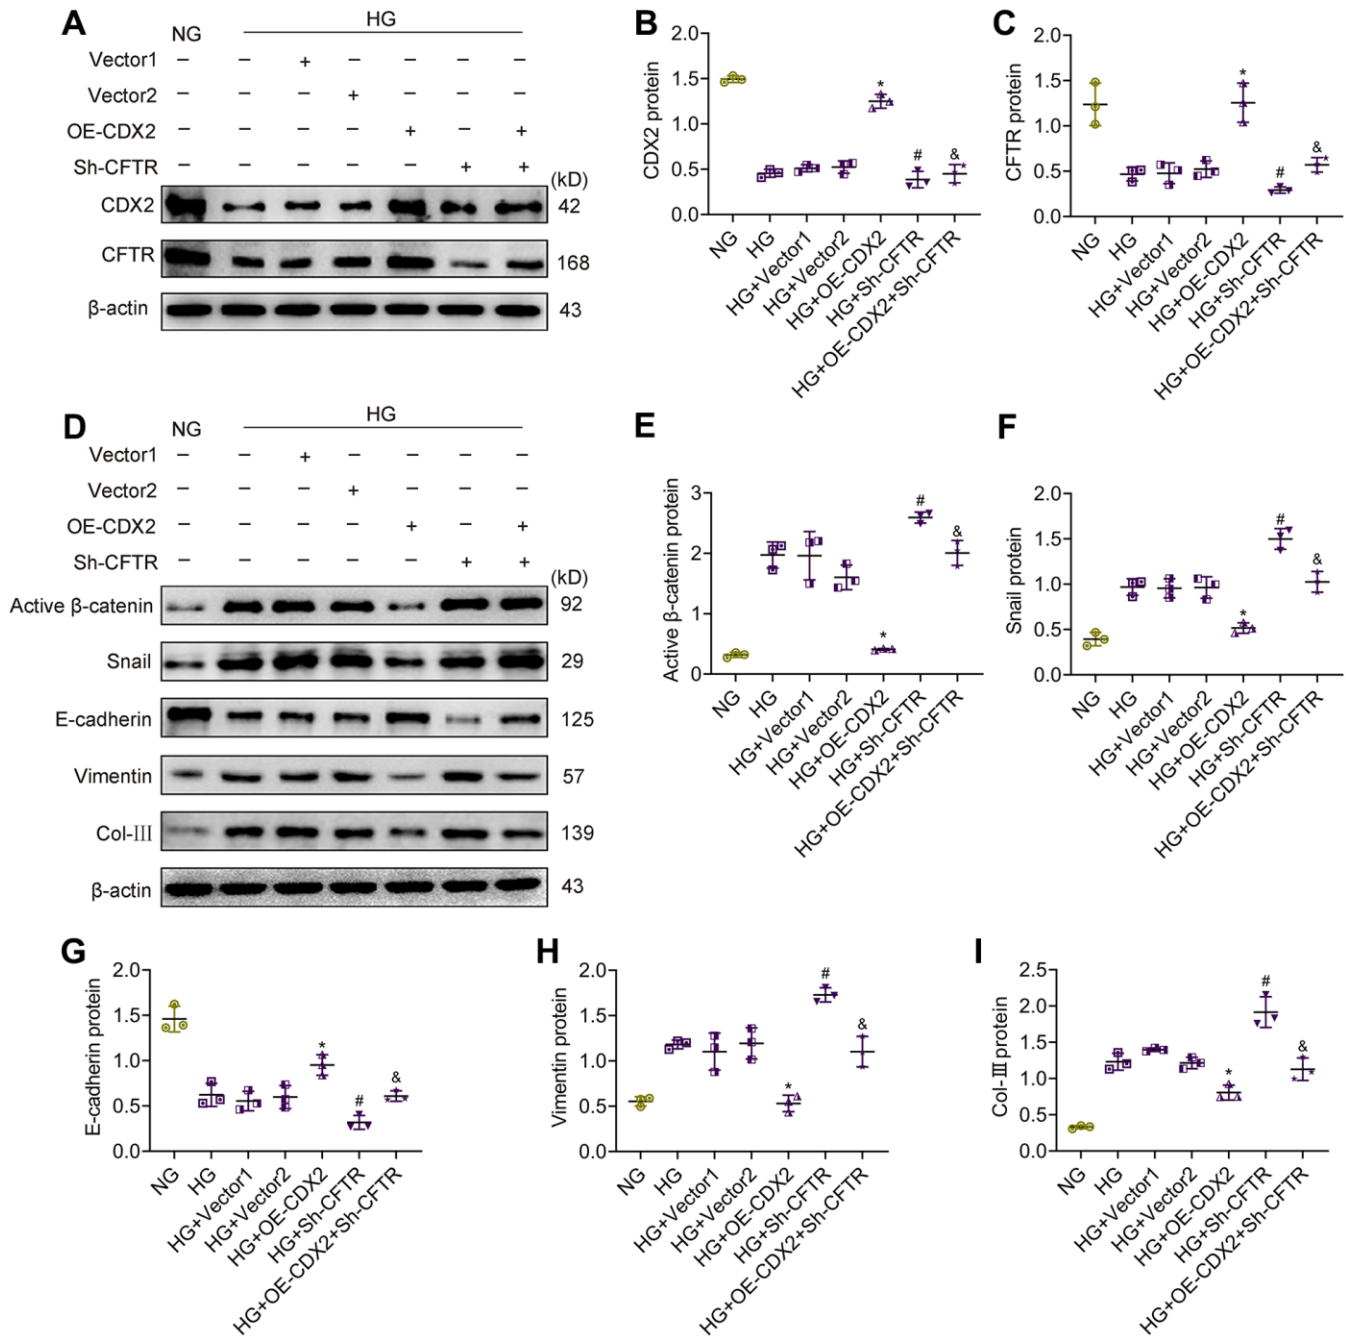 A
NG
HG
Vector1 − − + − − − −
Vector2 − − − + − − −
OE-CDX2 − − − − + − +
Sh-CFTR − − − − − + +
(kD)
CDX2 42
CFTR 168
β-actin 43
B
CDX2 protein
2.0
1.5
1.0
0.5
0.0
*
#
&
NG
HG
HG+Vector1
HG+Vector2
HG+OE-CDX2
HG+Sh-CFTR
HG+OE-CDX2+Sh-CFTR
C
CFTR protein
2.0
1.5
1.0
0.5
0.0
*
#
&
NG
HG
HG+Vector1
HG+Vector2
HG+OE-CDX2
HG+Sh-CFTR
HG+OE-CDX2+Sh-CFTR
D
NG
HG
Vector1 − − + − − − −
Vector2 − − − + − − −
OE-CDX2 − − − − + − +
Sh-CFTR − − − − − + +
(kD)
Active β-catenin 92
Snail 29
E-cadherin 125
Vimentin 57
Col-Ⅲ 139
β-actin 43
E
Active β-catenin protein
3
2
1
0
*
#
&
NG
HG
HG+Vector1
HG+Vector2
HG+OE-CDX2
HG+Sh-CFTR
HG+OE-CDX2+Sh-CFTR
F
Snail protein
2.0
1.5
1.0
0.5
0.0
*
#
&
NG
HG
HG+Vector1
HG+Vector2
HG+OE-CDX2
HG+Sh-CFTR
HG+OE-CDX2+Sh-CFTR
G
E-cadherin protein
2.0
1.5
1.0
0.5
0.0
*
#
&
NG
HG
HG+Vector1
HG+Vector2
HG+OE-CDX2
HG+Sh-CFTR
HG+OE-CDX2+Sh-CFTR
H
Vimentin protein
2.0
1.5
1.0
0.5
0.0
*
#
&
NG
HG
HG+Vector1
HG+Vector2
HG+OE-CDX2
HG+Sh-CFTR
HG+OE-CDX2+Sh-CFTR
I
Col-Ⅲ protein
2.5
2.0
1.5
1.0
0.5
0.0
*
#
&
NG
HG
HG+Vector1
HG+Vector2
HG+OE-CDX2
HG+Sh-CFTR
HG+OE-CDX2+Sh-CFTR